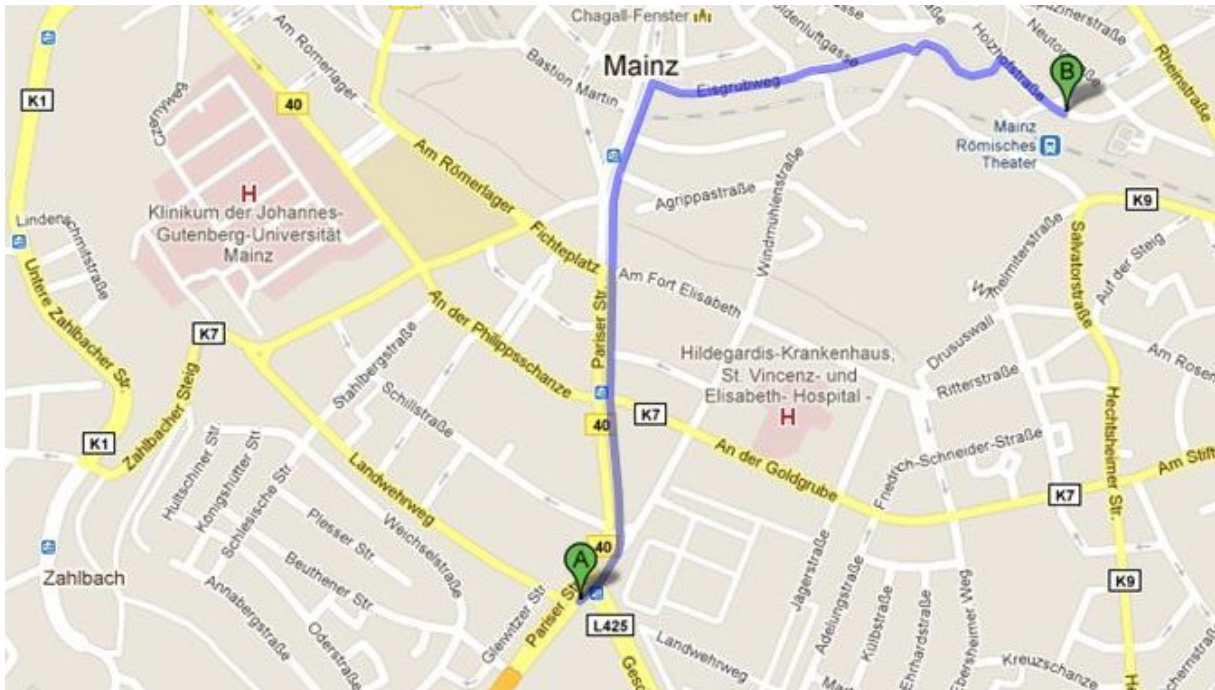 Chagall-Fenster
Goldenluftgasse
Holzhofstraße
Neutorstraße
Rheinstraße
Am Römerlager
Bastion Martin
Mainz
Eisgrubweg
B
K1
Czernyweg
40
Am Römerlager
Mainz
Römisches
Theater
H
Klinikum der Johannes-
Gutenberg-Universität
Mainz
Agrippastraße
Windmühlenstraße
K9
Lindenschmitstraße
Fichteplatz
Am Fort Elisabeth
Salvatorstraße
Auf der Steig
Untere Zahlbacher Str.
An der Philippsschanze
Pariser Str.
K7
Drususwall
Am Rosen
Stahlbergstraße
Hildegardis-Krankenhaus,
St. Vincenz- und
Elisabeth- Hospital -
H
Ritterstraße
Schillstraße
Zahlbacher Steig
K1
40
K7
Hechtsheimer Str.
An der Goldgrube
Friedrich-Schneider-Straße
Am Stift
K7
Hultschiner Str.
Königshütter Str
Schlesische Str.
Landwehrweg
Plesser Str.
Weichselstraße
40
A
Zahlbach
Beuthener Str.
Jägerstraße
K9
Annabergstraße
Oderstraße
Gleiwitzer Str.
Pariser Str
L425
Landwehrweg
Adelungstraße
Külbstraße
Ehrhardstraße
Ebersheimer Weg
Kreuzschanze
Gesc